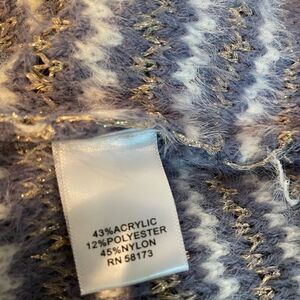 43%ACRYLIC
12%POLYESTER
45%NYLON
RN 58173